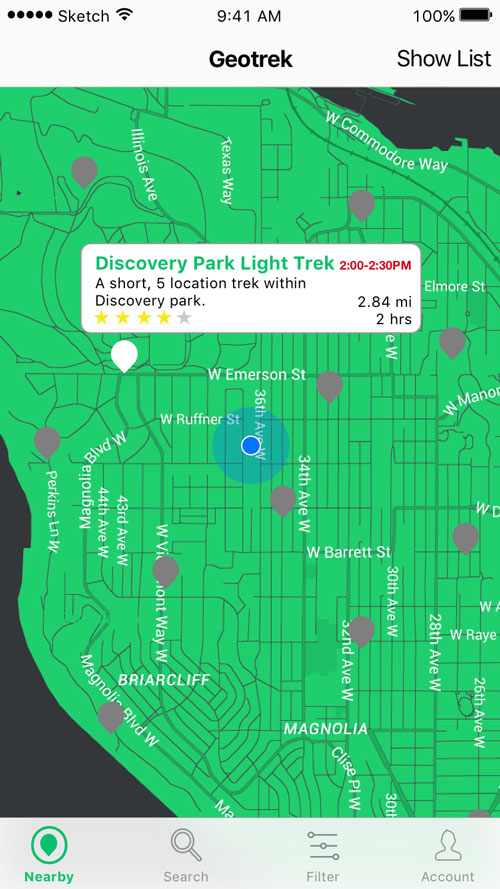 Sketch 9:41 AM 100%
Geotrek Show List
W Commodore Way
Illinois Ave
Texas Way
Discovery Park Light Trek 2:00-2:30PM
A short, 5 location trek within
Discovery park. 2.84 mi
2 hrs
Elmore St
W Emerson St
W Ruffner St
36th Ave W
Blvd W
Magnolia
34th Ave W
Perkins Ln W
44th Ave W
43rd Ave W
W Barrett St
30th Ave W
32nd Ave W
28th Ave W
W Raye
26th Ave W
BRIARCLIFF
Magnolia Blvd W
MAGNOLIA
Clise Pl W
30th
Nearby Search Filter Account